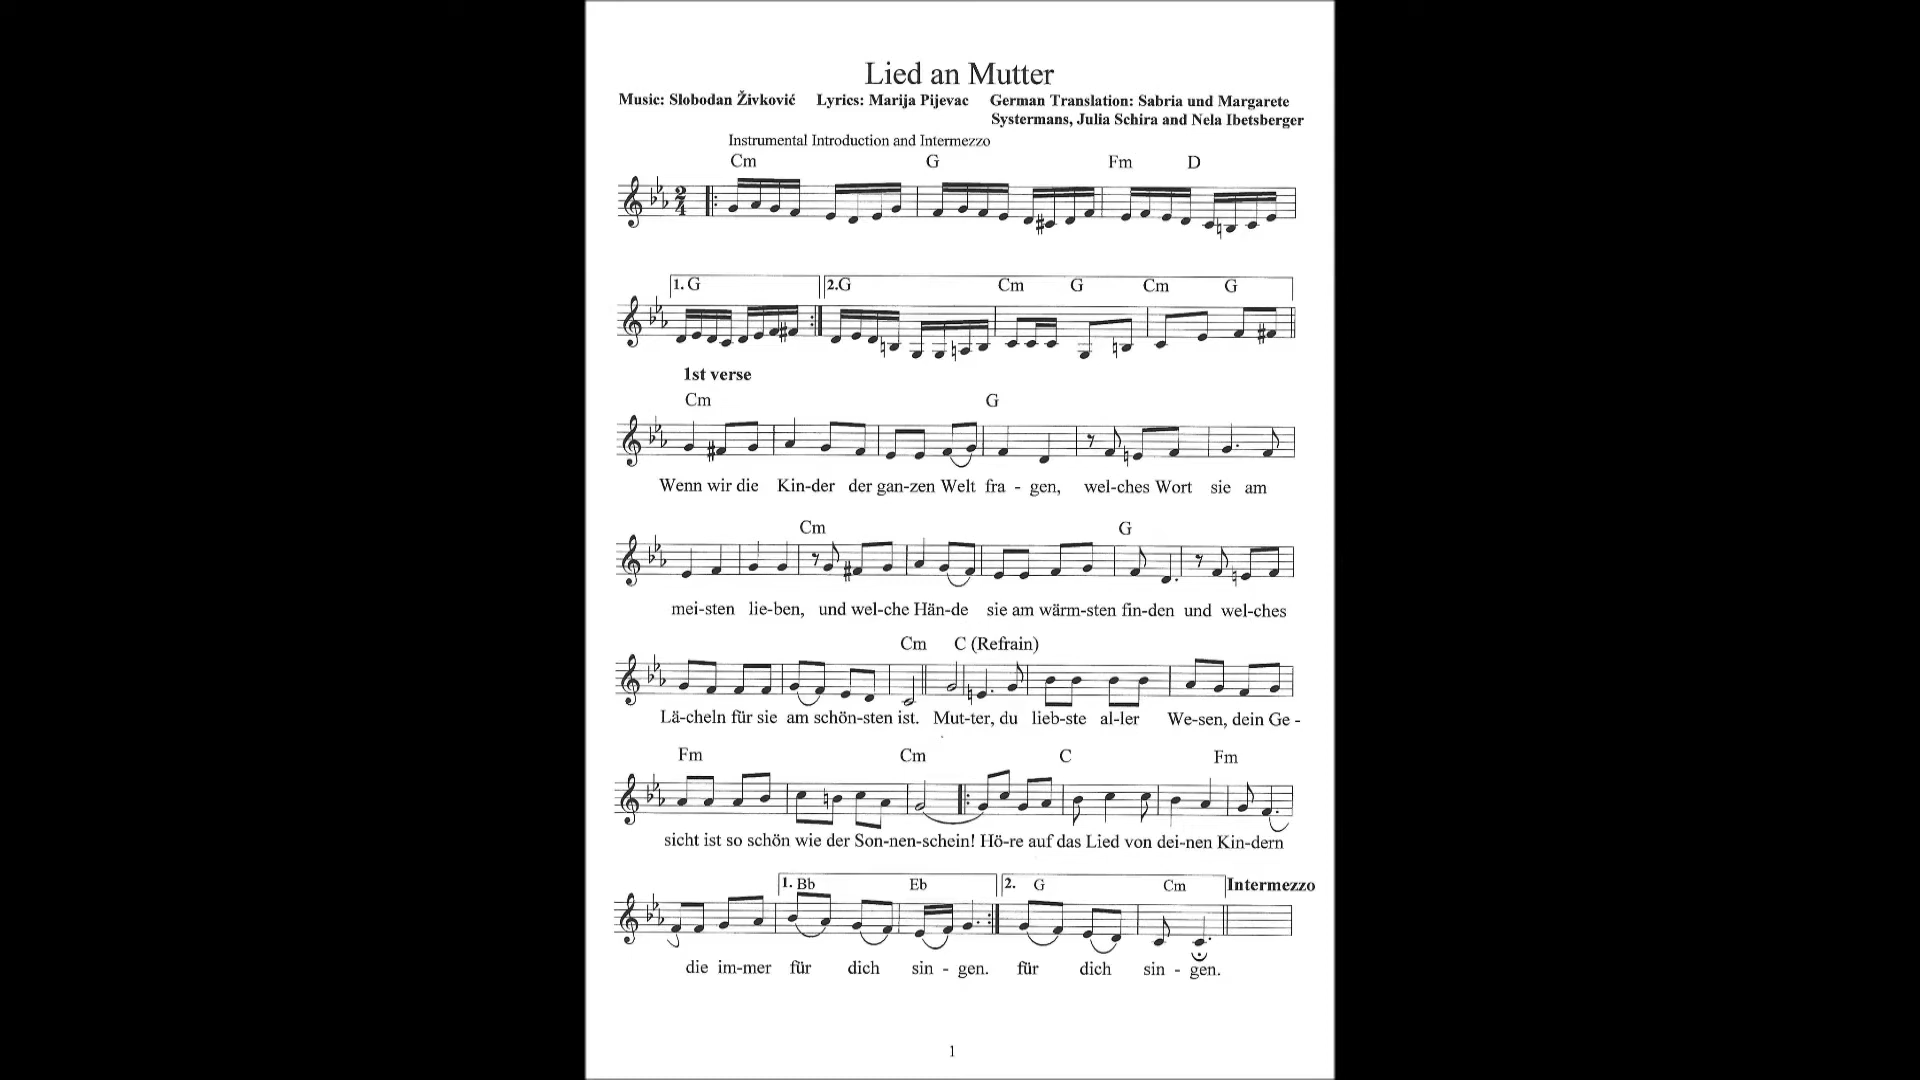 Lied an Mutter
Music: Slobodan Živković Lyrics: Marija Pijevac German Translation: Sabria und Margarete
Systermans, Julia Schira and Nela Ibetsberger
Instrumental Introduction and Intermezzo
Cm G Fm D
2 4
1. G 2.G Cm G Cm G
1st verse
Cm G
Wenn wir die Kin-der der gan-zen Welt fra - gen, wel-ches Wort sie am
Cm G
mei-sten lie-ben, und wel-che Hän-de sie am wärm-sten fin-den und wel-ches
Cm C (Refrain)
Lä-cheln für sie am schön-sten ist. Mut-ter, du lieb-ste al-ler We-sen, dein Ge -
Fm Cm C Fm
sicht ist so schön wie der Son-nen-schein! Hö-re auf das Lied von dei-nen Kin-dern
1. Bb Eb 2. G Cm Intermezzo
die im-mer für dich sin - gen. für dich sin - gen.
1